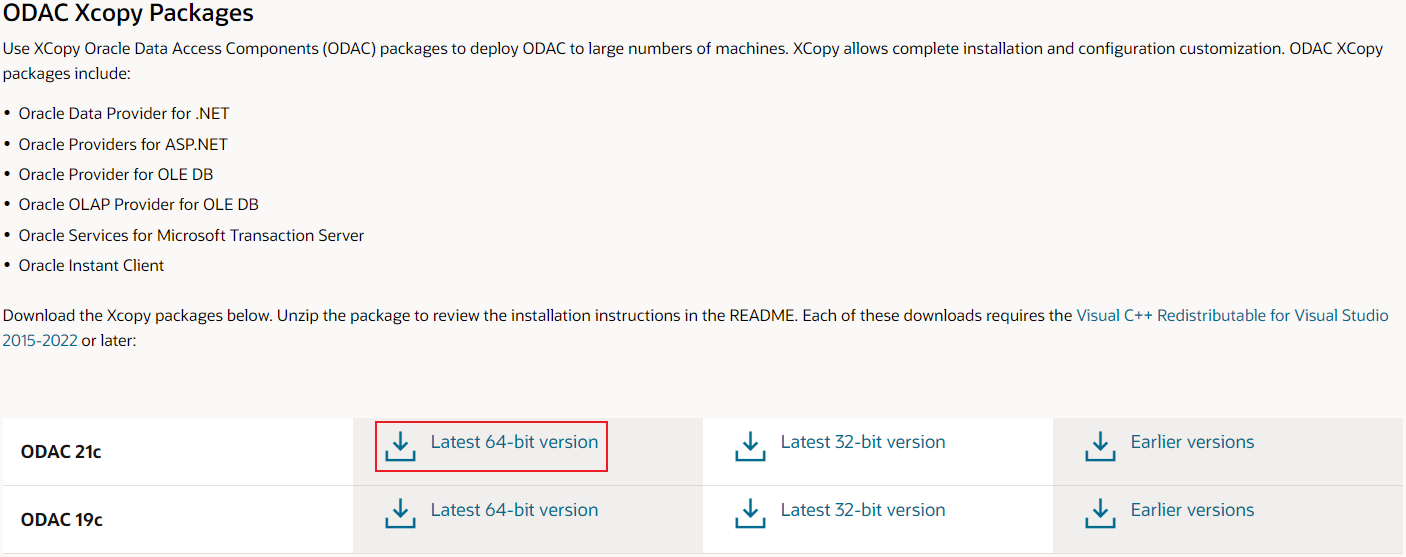 ODAC Xcopy Packages
Use XCopy Oracle Data Access Components (ODAC) packages to deploy ODAC to large numbers of machines. XCopy allows complete installation and configuration customization. ODAC XCopy
packages include:
• Oracle Data Provider for .NET
• Oracle Providers for ASP.NET
• Oracle Provider for OLE DB
• Oracle OLAP Provider for OLE DB
• Oracle Services for Microsoft Transaction Server
• Oracle Instant Client
Download the Xcopy packages below. Unzip the package to review the installation instructions in the README. Each of these downloads requires the Visual C++ Redistributable for Visual Studio
2015-2022 or later:
ODAC 21c Latest 64-bit version Latest 32-bit version Earlier versions
ODAC 19c Latest 64-bit version Latest 32-bit version Earlier versions